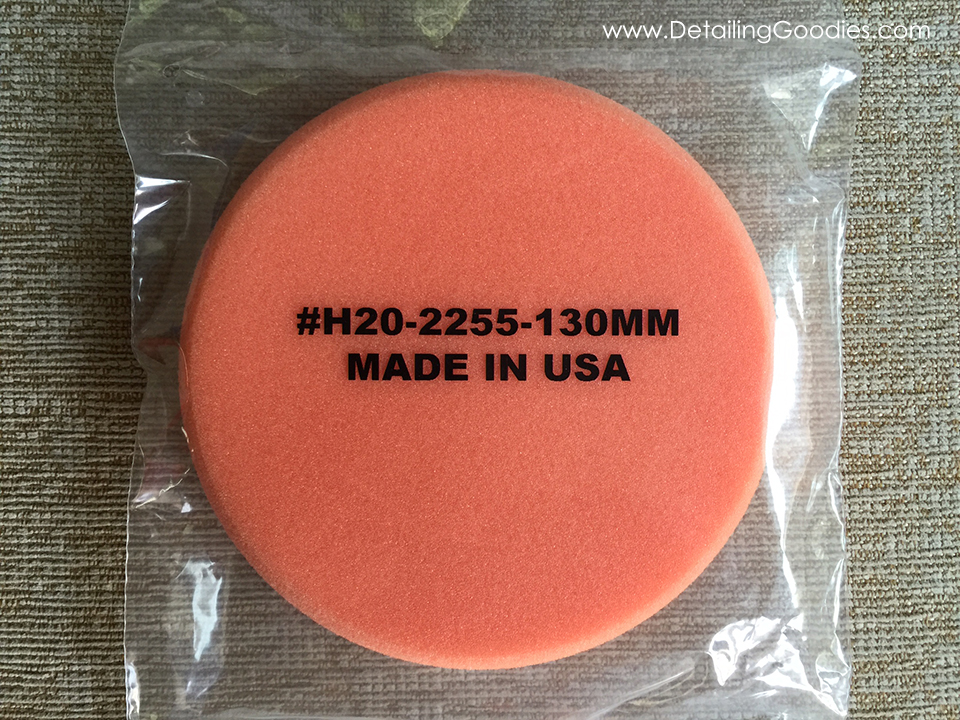 www.DetailingGoodies.com
#H20-2255-130MM
MADE IN USA